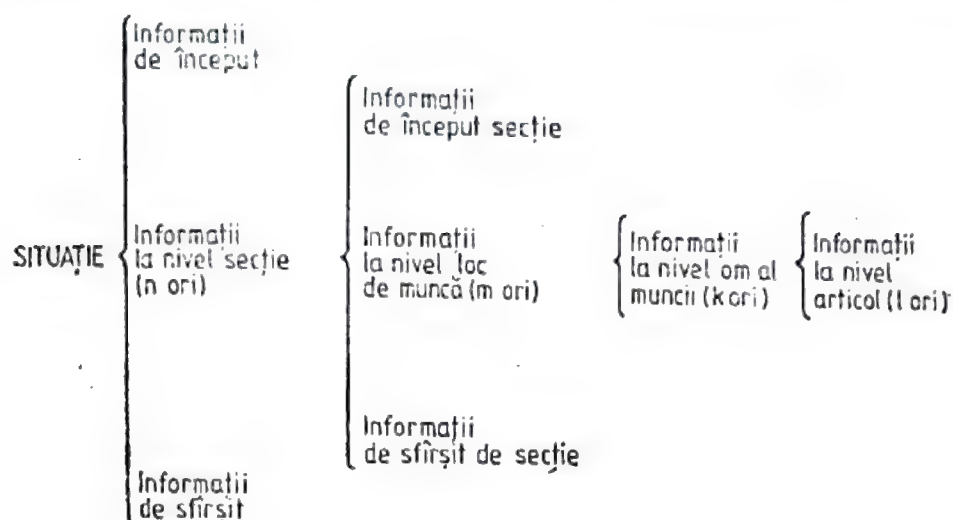 SITUAȚIE
Informații
de început
Informații
la nivel secție
(n ori)
Informații
de sfîrșit
Informații
de început secție
Informații
la nivel loc
de muncă (m ori)
Informații
de sfîrșit de secție
Informații
la nivel om al
muncii (k ori)
Informații
la nivel
articol (l ori)